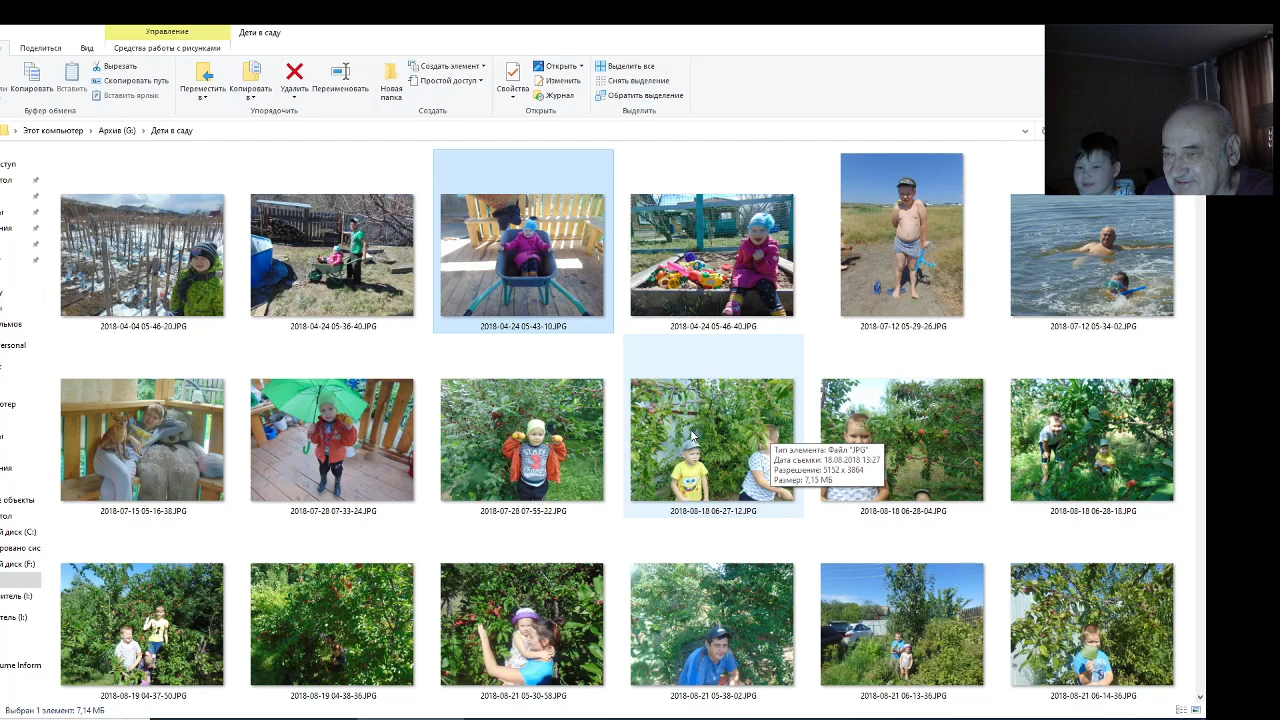 Управление
Дети в саду
Поделиться
Вид
Средства работы с рисунками
Копировать
Вставить
Вырезать
Скопировать путь
Вставить ярлык
Буфер обмена
Переместить в
Копировать в
Удалить
Переименовать
Упорядочить
Новая папка
Создать элемент
Простой доступ
Создать
Свойства
Открыть
Изменить
Журнал
Открыть
Выделить все
Снять выделение
Обратить выделение
Выделить
Этот компьютер
Архив (G:)
Дети в саду
2018-04-04 05-46-20.JPG
2018-04-24 05-36-40.JPG
2018-04-24 05-43-10.JPG
2018-04-24 05-46-40.JPG
2018-07-12 05-29-26.JPG
2018-07-12 05-34-02.JPG
Тип элемента: Файл "JPG"
Дата съемки: 18.08.2018 13:27
Разрешение: 5152 x 3864
Размер: 7,15 МБ
2018-07-15 05-16-38.JPG
2018-07-28 07-33-24.JPG
2018-07-28 07-55-22.JPG
2018-08-18 06-27-12.JPG
2018-08-18 06-28-04.JPG
2018-08-18 06-28-18.JPG
2018-08-19 04-37-50.JPG
2018-08-19 04-38-36.JPG
2018-08-21 05-30-58.JPG
2018-08-21 05-38-02.JPG
2018-08-21 06-13-36.JPG
2018-08-21 06-14-36.JPG
Выбран 1 элемент: 7,14 МБ